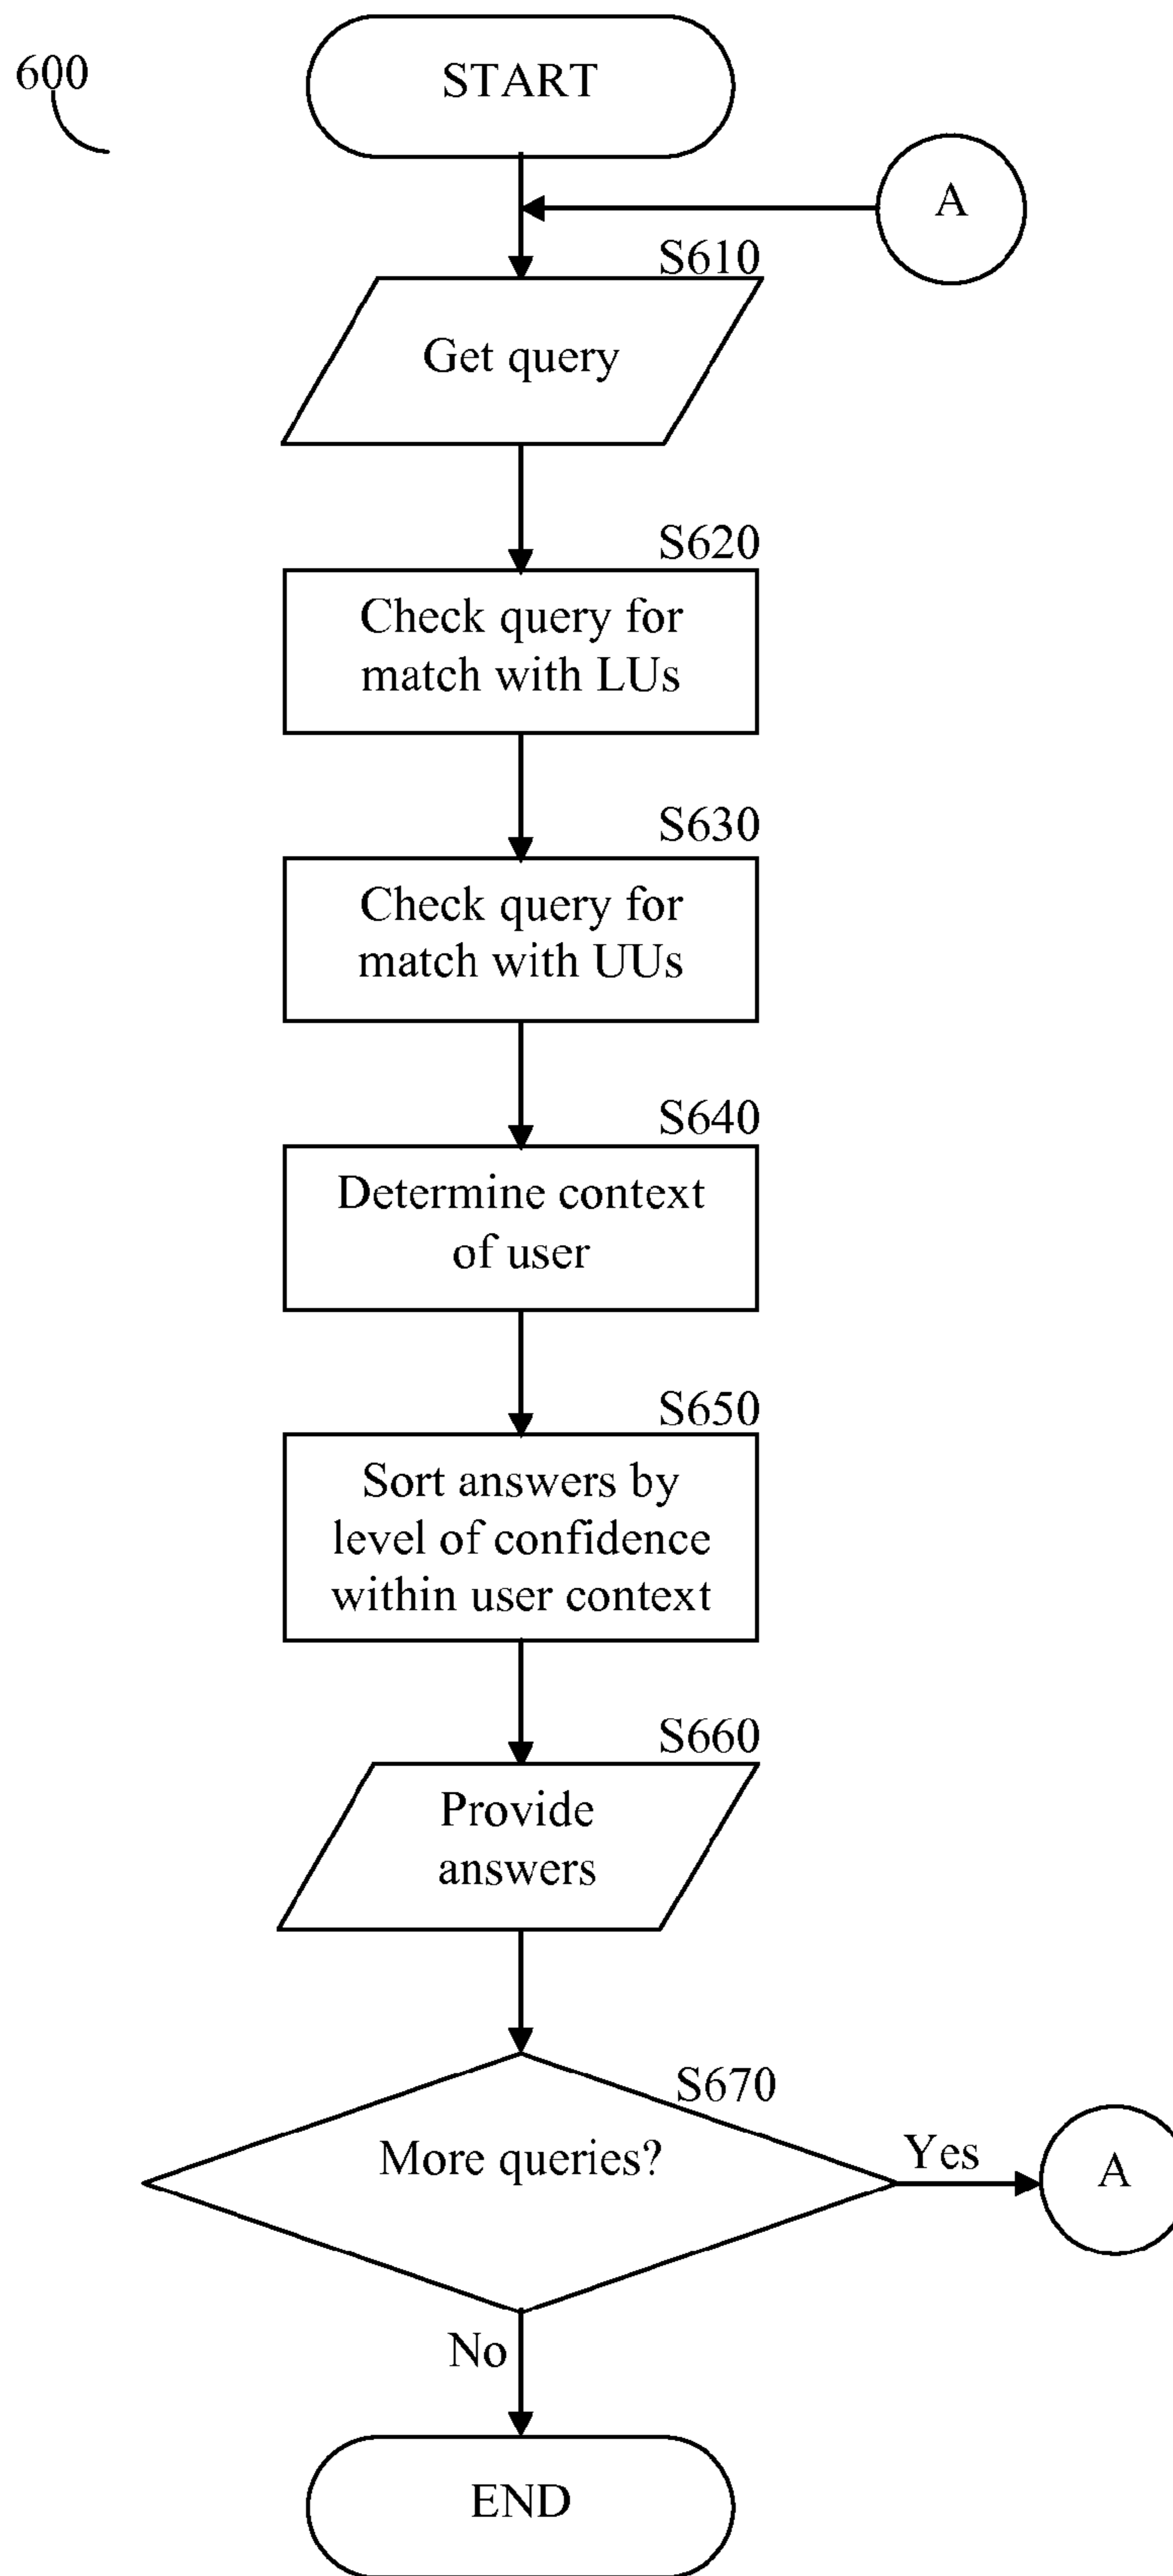 600
START
A
S610
Get query
S620
Check query for
match with LUs
S630
Check query for
match with UUs
S640
Determine context
of user
S650
Sort answers by
level of confidence
within user context
S660
Provide
answers
S670
More queries?
Yes
A
No
END